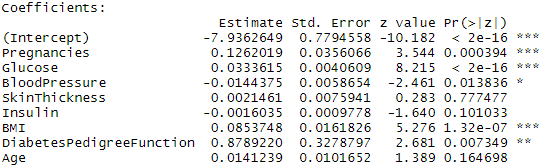 Coefficients:
Estimate Std. Error z value Pr(>|z|)
(Intercept) -7.9362649 0.7794558 -10.182 < 2e-16 ***
Pregnancies 0.1262019 0.0356066 3.544 0.000394 ***
Glucose 0.0333615 0.0040609 8.215 < 2e-16 ***
BloodPressure -0.0144375 0.0058654 -2.461 0.013836 *
SkinThickness 0.0021461 0.0075941 0.283 0.777477
Insulin -0.0016035 0.0009778 -1.640 0.101033
BMI 0.0853748 0.0161826 5.276 1.32e-07 ***
DiabetesPedigreeFunction 0.8789220 0.3278797 2.681 0.007349 **
Age 0.0141239 0.0101652 1.389 0.164698